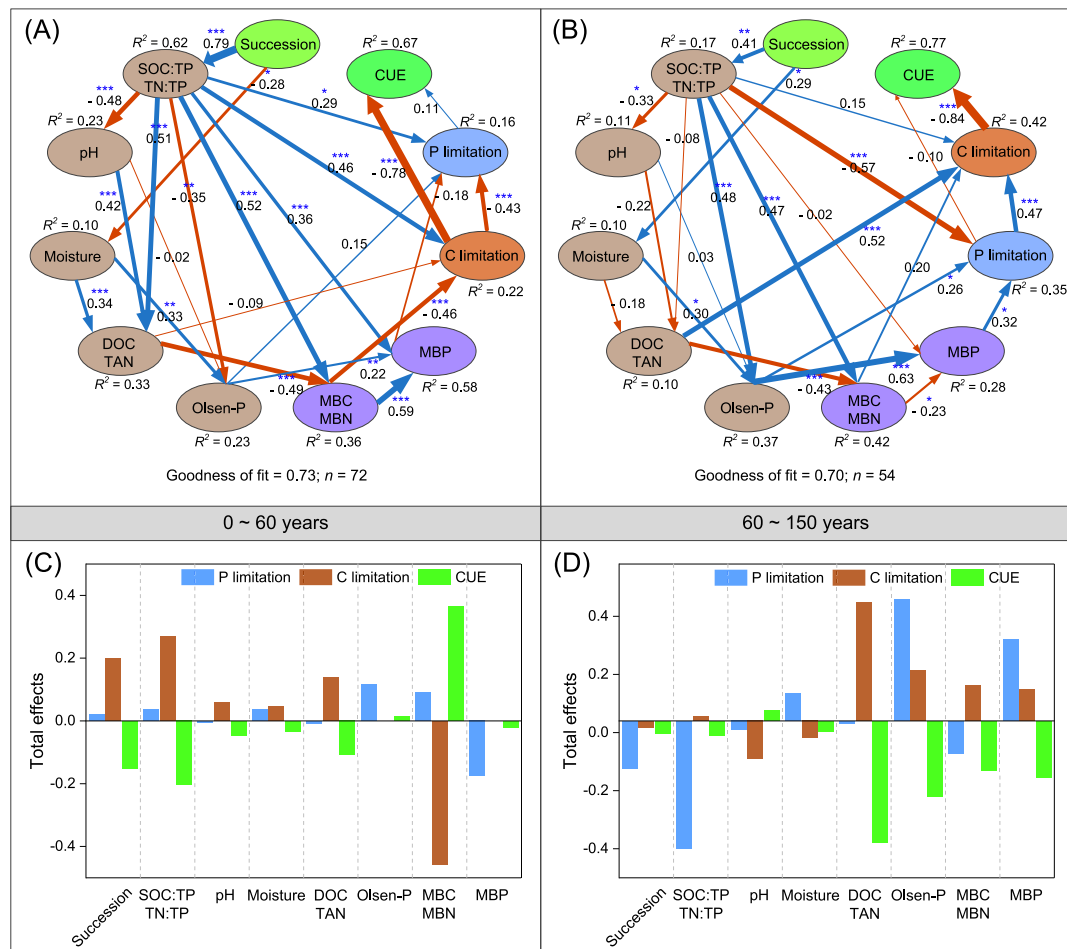 (A)
R² = 0.62
SOC:TP
TN:TP
***
0.79
Succession
R² = 0.67
CUE
*
- 0.28
*
0.29
0.11
R² = 0.16
P limitation
***
- 0.48
R² = 0.23
pH
***
0.51
***
0.46
***
- 0.78
- 0.18
***
- 0.43
***
0.42
**
- 0.35
***
0.52
***
0.36
R² = 0.10
Moisture
- 0.02
0.15
C limitation
R² = 0.22
***
0.34
**
0.33
- 0.09
***
- 0.46
DOC
TAN
R² = 0.33
MBP
R² = 0.58
**
0.22
***
- 0.49
***
0.59
Olsen-P
R² = 0.23
MBC
MBN
R² = 0.36
Goodness of fit = 0.73; n = 72
(B)
R² = 0.17
SOC:TP
TN:TP
**
0.41
Succession
R² = 0.77
CUE
*
0.29
0.15
***
- 0.84
R² = 0.42
C limitation
*
- 0.33
R² = 0.11
pH
- 0.08
***
- 0.57
- 0.10
- 0.22
***
0.48
***
0.47
- 0.02
***
0.52
***
0.47
R² = 0.10
Moisture
0.03
0.20
P limitation
R² = 0.35
- 0.18
*
0.30
*
0.26
*
0.32
DOC
TAN
R² = 0.10
MBP
R² = 0.28
***
0.63
***
- 0.43
*
- 0.23
Olsen-P
R² = 0.37
MBC
MBN
R² = 0.42
Goodness of fit = 0.70; n = 54
0 ~ 60 years
60 ~ 150 years
(C)
P limitation
C limitation
CUE
Total effects
0.4
0.2
0.0
-0.2
-0.4
Succession
SOC:TP
TN:TP
pH
Moisture
DOC
TAN
Olsen-P
MBC
MBN
MBP
(D)
P limitation
C limitation
CUE
Total effects
0.4
0.2
0.0
-0.2
-0.4
Succession
SOC:TP
TN:TP
pH
Moisture
DOC
TAN
Olsen-P
MBC
MBN
MBP